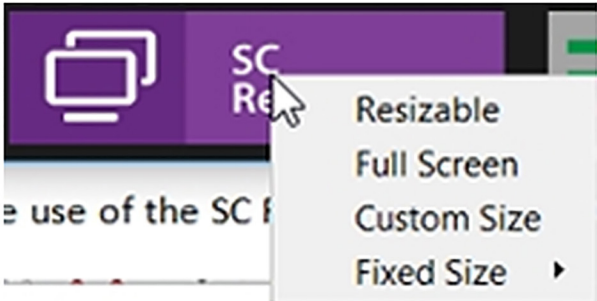 SC
Re
Resizable
Full Screen
Custom Size
Fixed Size
e use of the SC